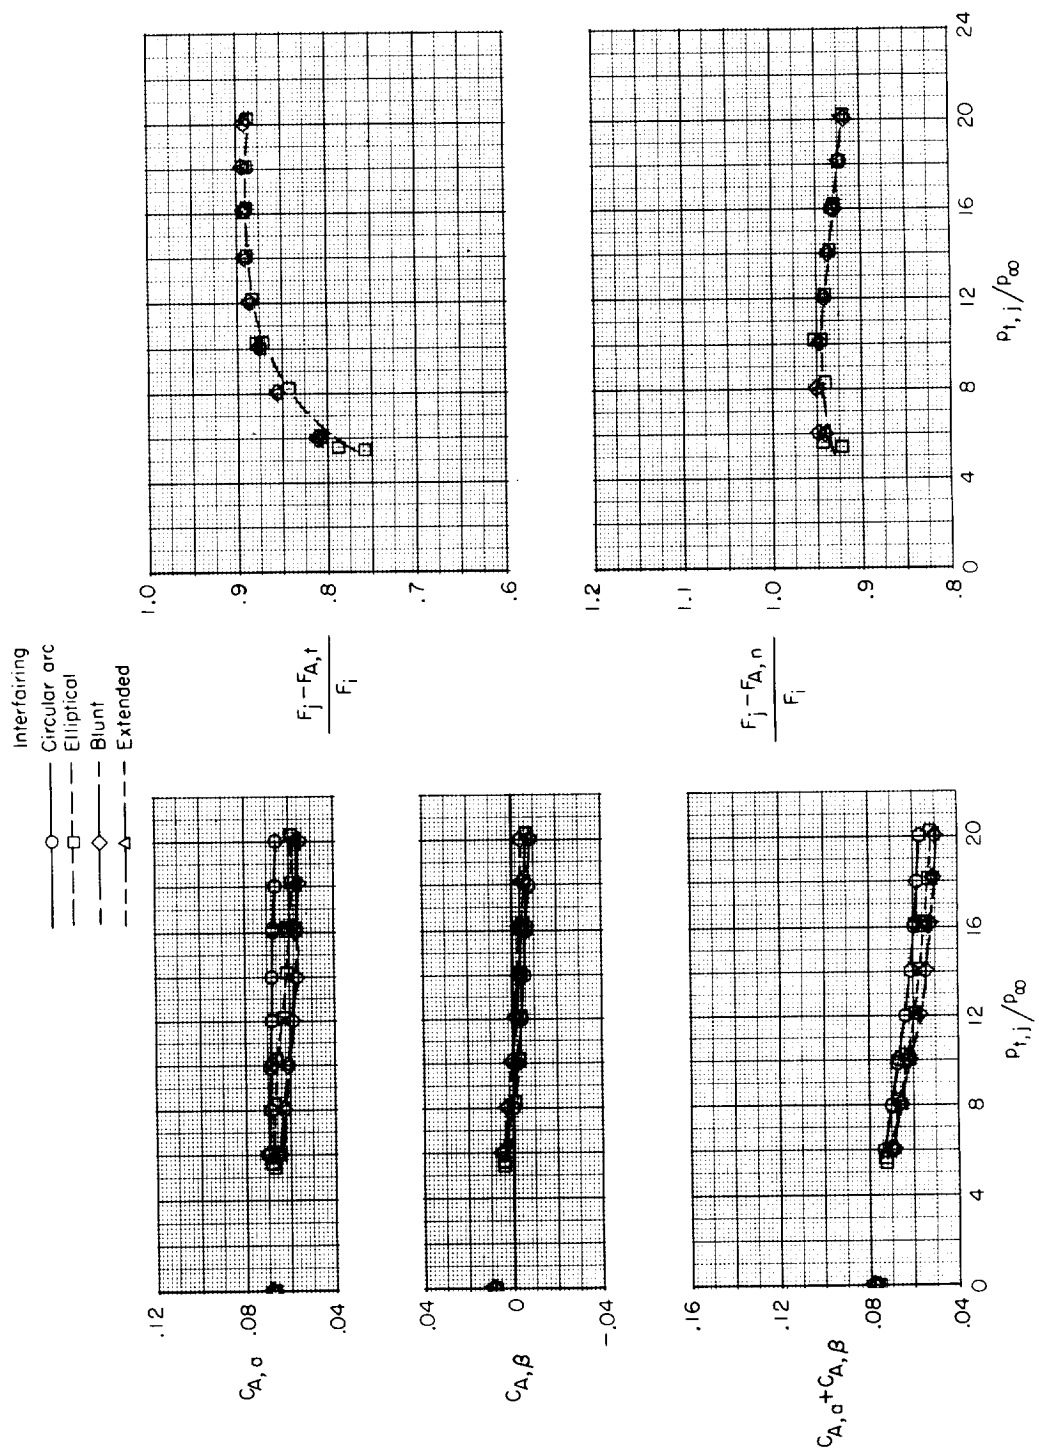 Interfairing
Circular arc
Elliptical
Blunt
Extended
.12
.08
.04
C_A,a
.04
0
-.04
C_A,β
.16
.12
.08
.04
C_A,a+C_A,β
0 4 8 12 16 20
p_t,j/p_∞
1.0
.9
.8
.7
.6
F_j-F_A,t
F_i
1.2
1.1
1.0
.9
.8
F_j-F_A,n
F_i
0 4 8 12 16 20 24
p_t,j/p_∞